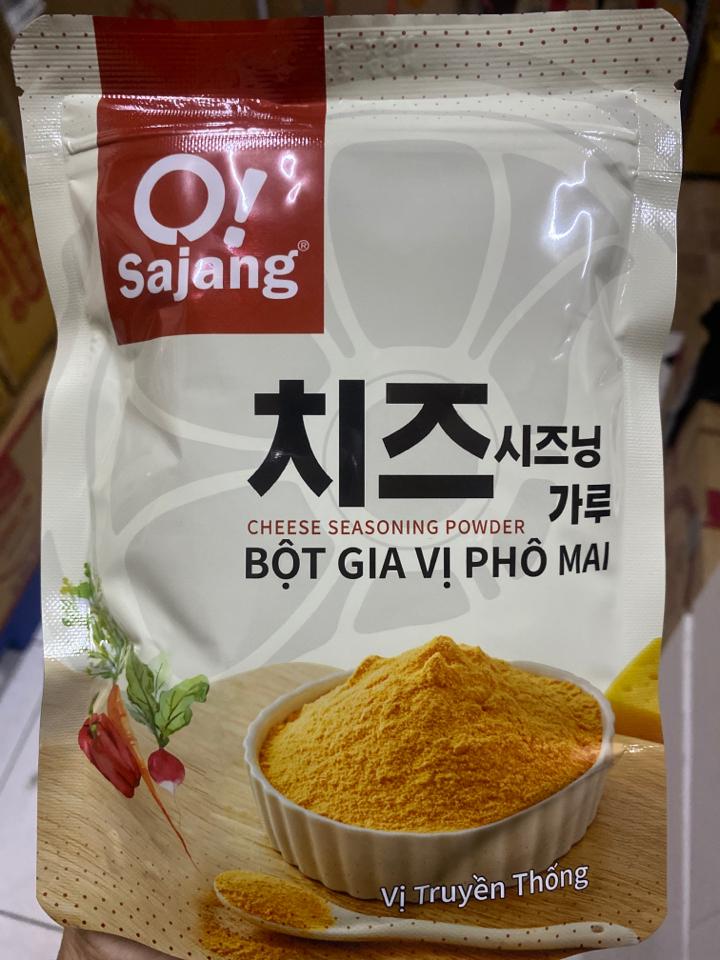 O!
Sajang®
치즈 시즈닝
가루
CHEESE SEASONING POWDER
BỘT GIA VỊ PHÔ MAI
Vị Truyền Thống